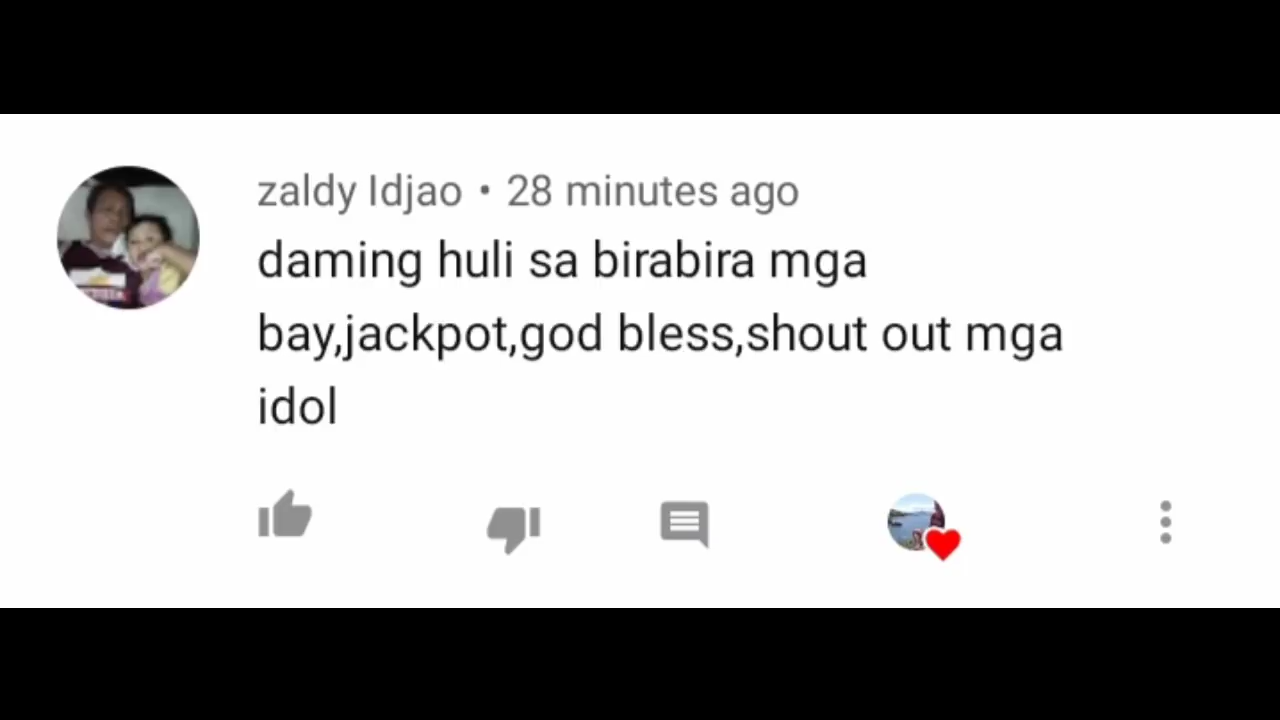 zaldy Idjao • 28 minutes ago
daming huli sa birabira mga
bay,jackpot,god bless,shout out mga
idol